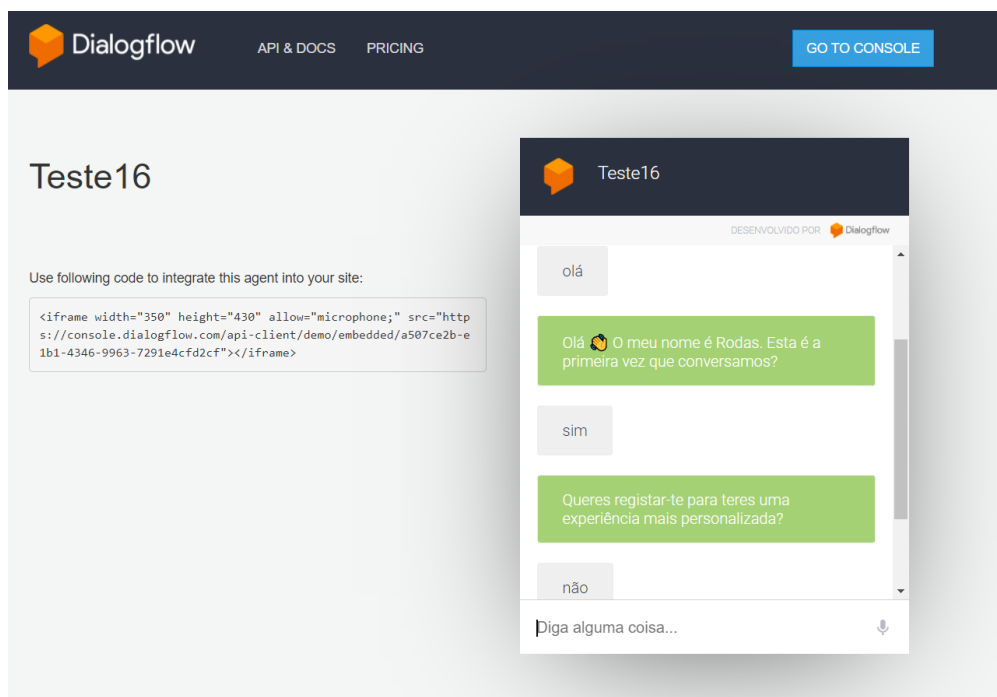 Dialogflow
API & DOCS
PRICING
GO TO CONSOLE
Teste16
Use following code to integrate this agent into your site:
<iframe width="350" height="430" allow="microphone;" src="http
s://console.dialogflow.com/api-client/demo/embedded/a507ce2b-e
1b1-4346-9963-7291e4cfd2cf"></iframe>
Teste16
DESENVOLVIDO POR Dialogflow
olá
Olá 👏 O meu nome é Rodas. Esta é a
primeira vez que conversamos?
sim
Queres registar-te para teres uma
experiência mais personalizada?
não
Diga alguma coisa...